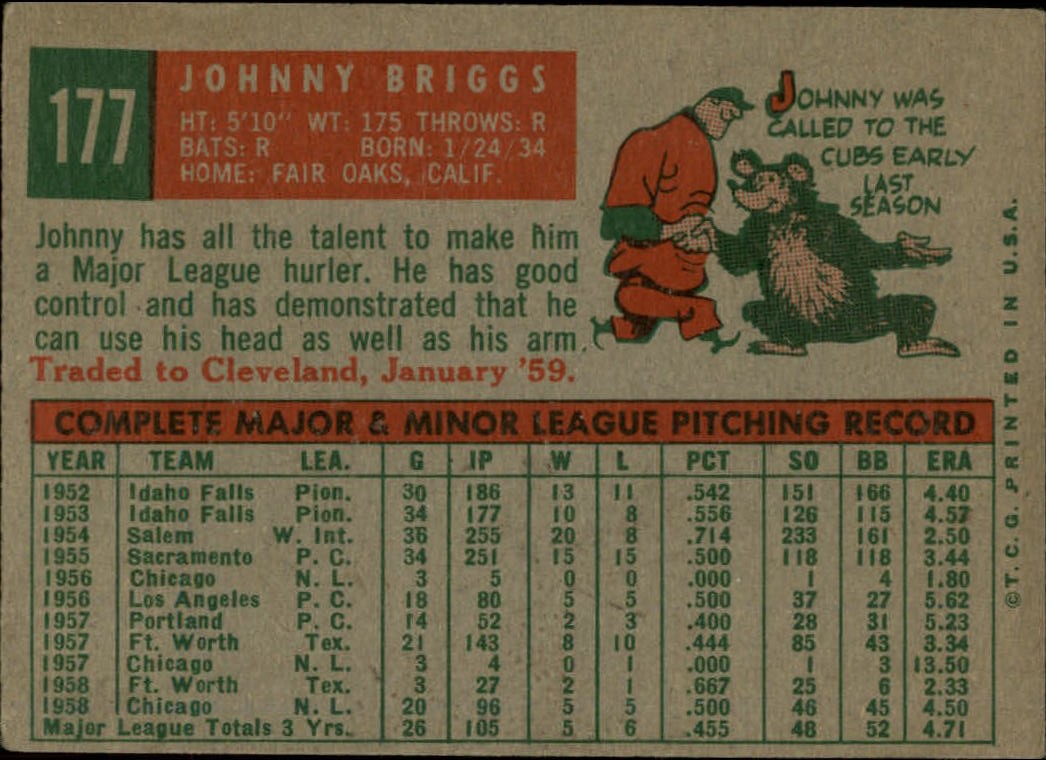 177
JOHNNY BRIGGS
HT: 5'10" WT: 175 THROWS: R
BATS: R BORN: 1/24/34
HOME: FAIR OAKS, CALIF.
JOHNNY WAS
CALLED TO THE
CUBS EARLY
LAST
SEASON
Johnny has all the talent to make him
a Major League hurler. He has good
control and has demonstrated that he
can use his head as well as his arm.
Traded to Cleveland, January '59.
COMPLETE MAJOR & MINOR LEAGUE PITCHING RECORD
YEAR TEAM LEA. G IP W L PCT SO BB ERA
1952 Idaho Falls Pion. 30 186 13 11 .542 151 166 4.40
1953 Idaho Falls Pion. 34 177 10 8 .556 126 115 4.57
1954 Salem W. Int. 36 255 20 8 .714 233 161 2.50
1955 Sacramento P. C. 34 251 15 15 .500 118 118 3.44
1956 Chicago N. L. 3 5 0 0 .000 1 4 1.80
1956 Los Angeles P. C. 18 80 5 5 .500 37 27 5.62
1957 Portland P. C. 14 52 2 3 .400 28 31 5.23
1957 Ft. Worth Tex. 21 143 8 10 .444 85 43 3.34
1957 Chicago N. L. 3 4 0 1 .000 1 3 13.50
1958 Ft. Worth Tex. 3 27 2 1 .667 25 6 2.33
1958 Chicago N. L. 20 96 5 5 .500 46 45 4.50
Major League Totals 3 Yrs. 26 105 5 6 .455 48 52 4.71
©T. C. G. PRINTED IN U.S.A.